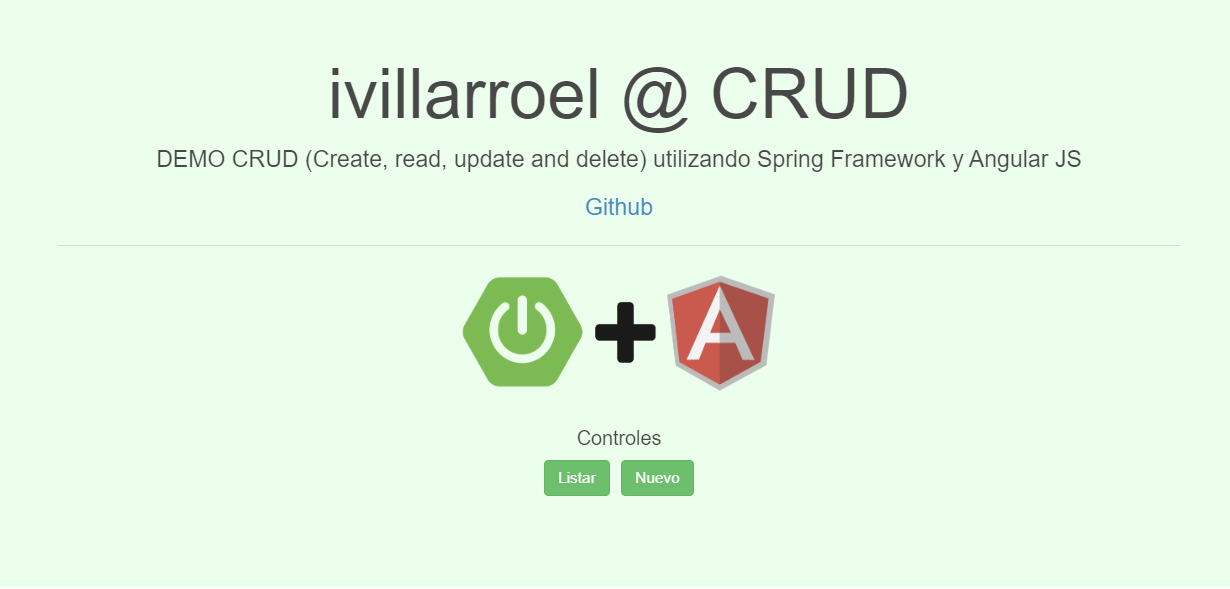 ivillarroel @ CRUD
DEMO CRUD (Create, read, update and delete) utilizando Spring Framework y Angular JS
Github
A
Controles
Listar Nuevo